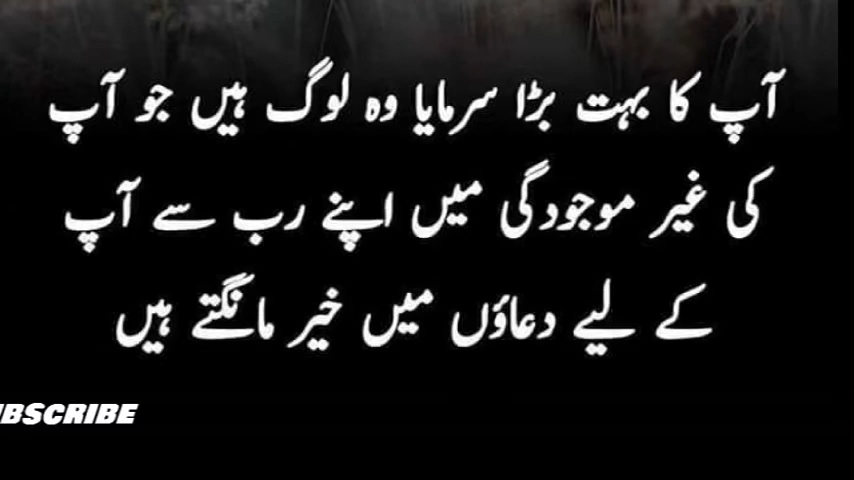 آپ کا بہت بڑا سرمایا وہ لوگ ہیں جو آپ
کی غیر موجودگی میں اپنے رب سے آپ
کے لیے دعاؤں میں خیر مانگتے ہیں
UBSCRIBE